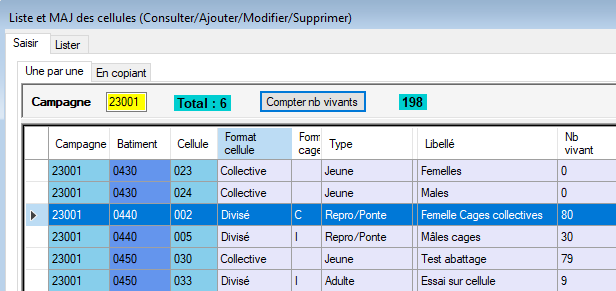 Liste et MAJ des cellules (Consulter/Ajouter/Modifier/Supprimer)
Saisir Lister
Une par une En copiant
Campagne 23001 Total : 6 Compter nb vivants 198
Campagne Batiment Cellule Format cellule Form cage Type Libellé Nb vivant
23001 0430 023 Collective Jeune Femelles 0
23001 0430 024 Collective Jeune Males 0
23001 0440 002 Divisé C Repro/Ponte Femelle Cages collectives 80
23001 0440 005 Divisé I Repro/Ponte Mâles cages 30
23001 0450 030 Collective Jeune Test abattage 79
23001 0450 033 Divisé I Adulte Essai sur cellule 9